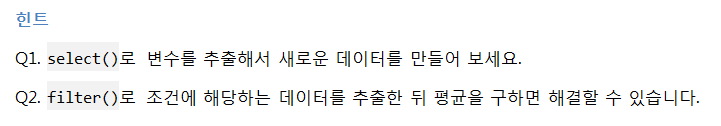 힌트
Q1. select()로 변수를 추출해서 새로운 데이터를 만들어 보세요.
Q2. filter()로 조건에 해당하는 데이터를 추출한 뒤 평균을 구하면 해결할 수 있습니다.